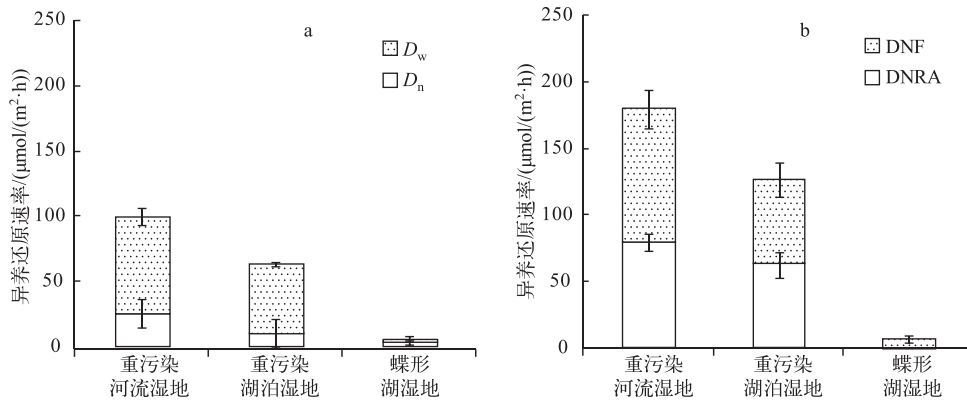 250
200
150
100
50
0
异养还原速率/(μmol/(m²·h))
a
D_w
D_n
重污染
河流湿地
重污染
湖泊湿地
蝶形
湖湿地
250
200
150
100
50
0
异养还原速率/(μmol/(m²·h))
b
DNF
DNRA
重污染
河流湿地
重污染
湖泊湿地
蝶形
湖湿地